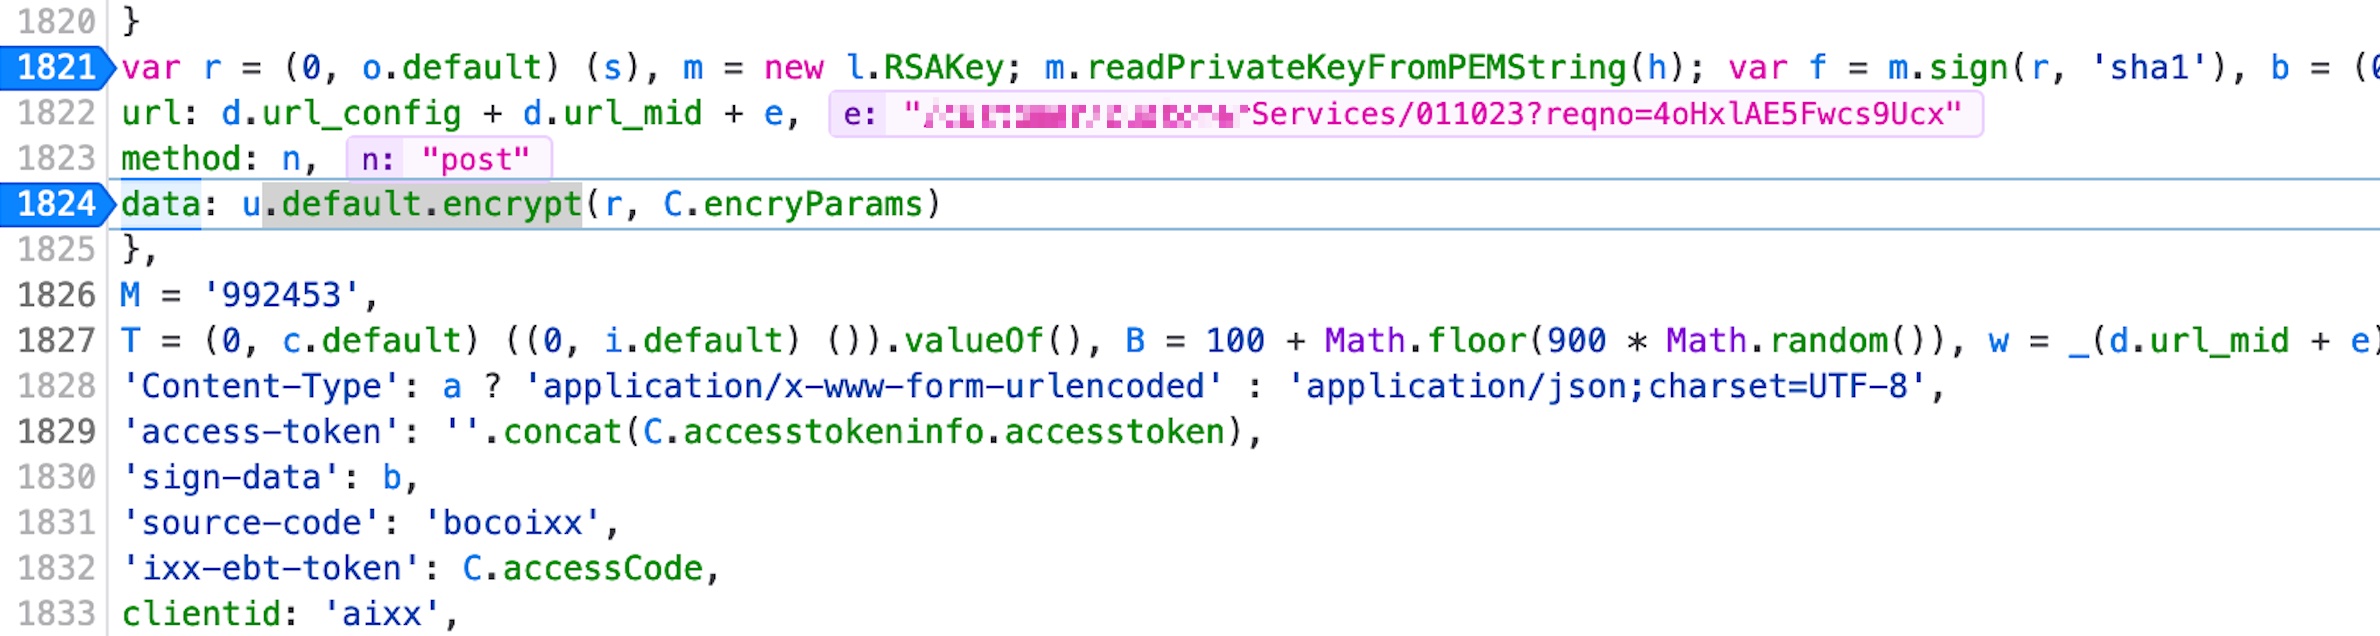 1820 }
1821 var r = (0, o.default) (s), m = new l.RSAKey; m.readPrivateKeyFromPEMString(h); var f = m.sign(r, 'sha1'), b = (0
1822 url: d.url_config + d.url_mid + e, e: " Services/011023?reqno=4oHxlAE5Fwcs9Ucx"
1823 method: n, n: "post"
1824 data: u.default.encrypt(r, C.encryParams)
1825 },
1826 M = '992453',
1827 T = (0, c.default) ((0, i.default) ()).valueOf(), B = 100 + Math.floor(900 * Math.random()), w = _(d.url_mid + e)
1828 'Content-Type': a ? 'application/x-www-form-urlencoded' : 'application/json;charset=UTF-8',
1829 'access-token': ''.concat(C.accesstokeninfo.accesstoken),
1830 'sign-data': b,
1831 'source-code': 'bocoixx',
1832 'ixx-ebt-token': C.accessCode,
1833 clientid: 'aixx',